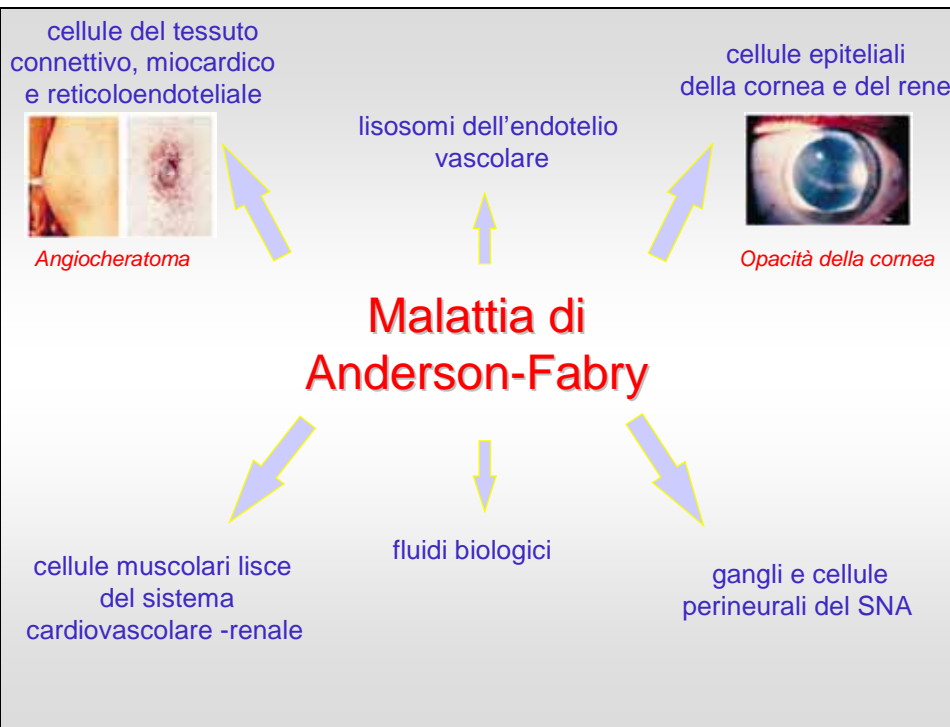 cellule del tessuto
connettivo, miocardico
e reticoloendoteliale
Angiocheratoma
lisosomi dell'endotelio
vascolare
cellule epiteliali
della cornea e del rene
Opacità della cornea
Malattia di
Anderson-Fabry
cellule muscolari lisce
del sistema
cardiovascolare -renale
fluidi biologici
gangli e cellule
perineurali del SNA